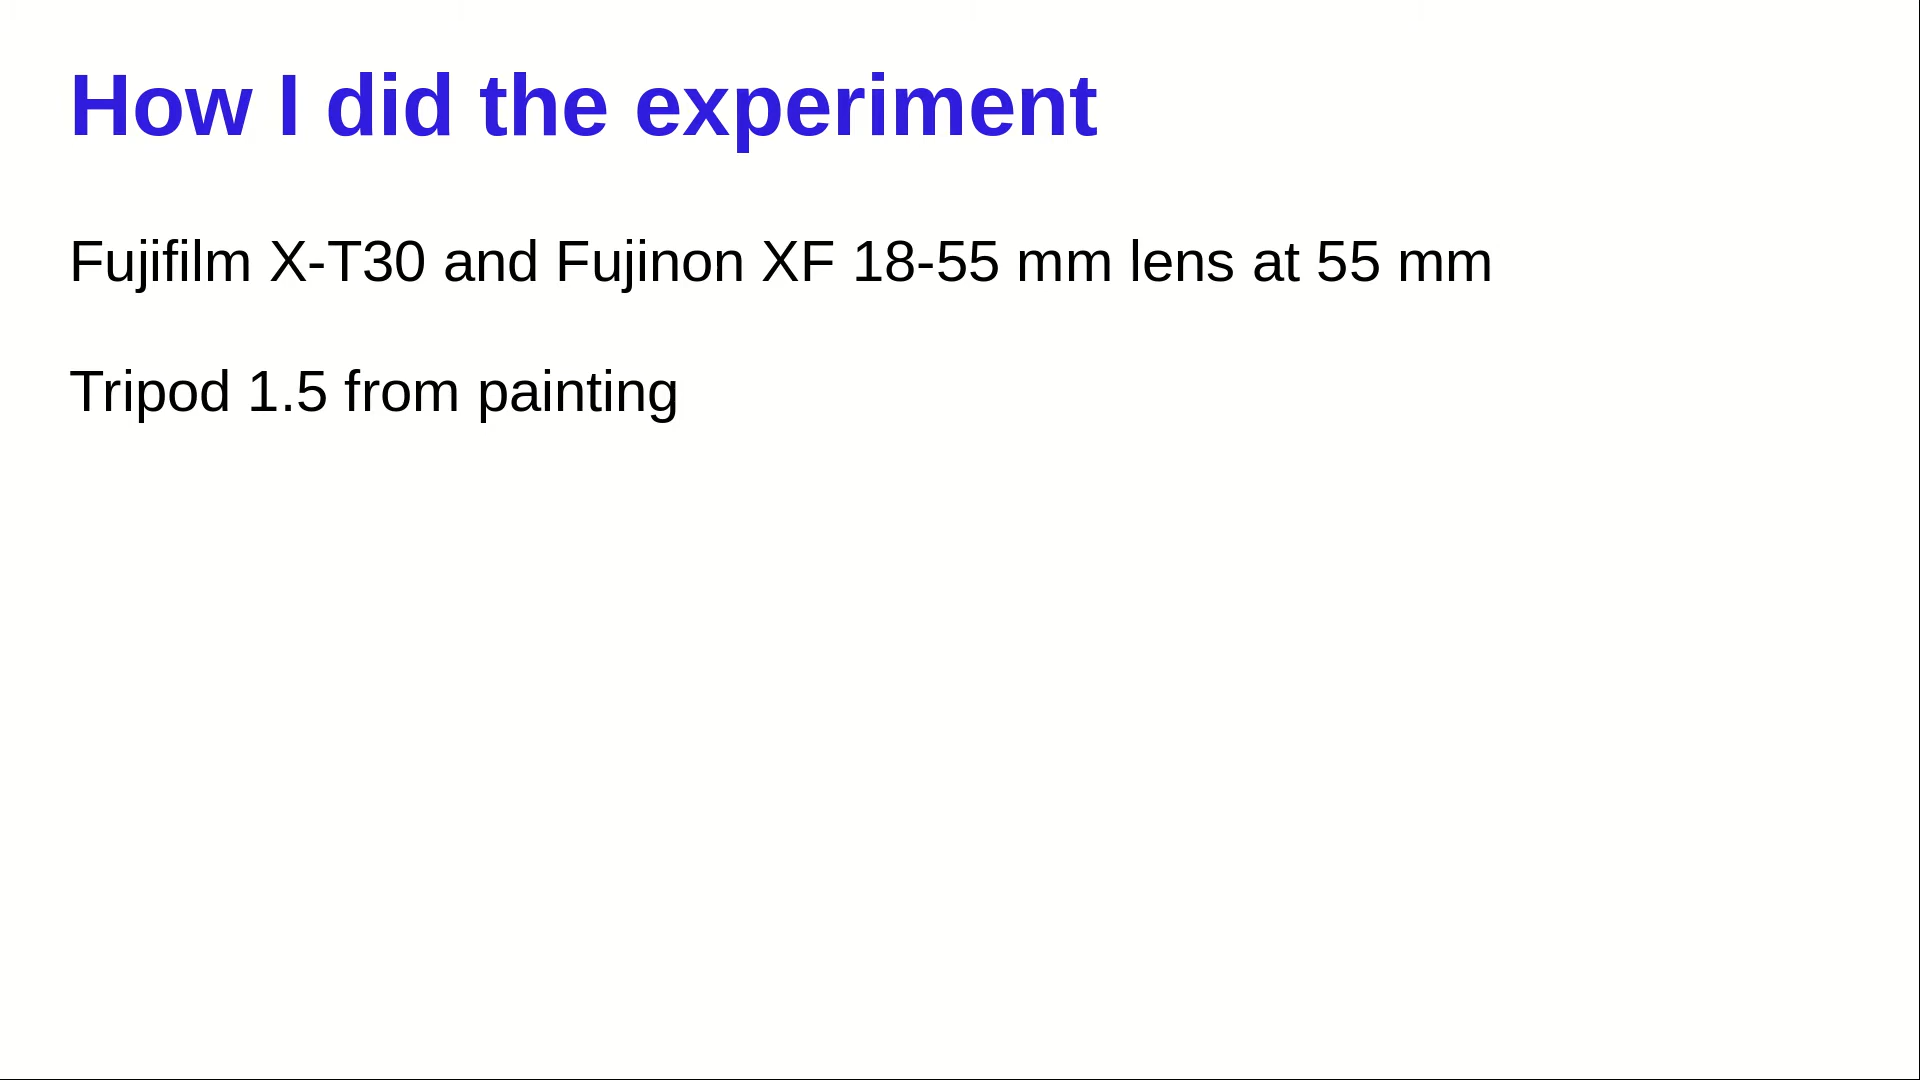 How I did the experiment
Fujifilm X-T30 and Fujinon XF 18-55 mm lens at 55 mm
Tripod 1.5 from painting